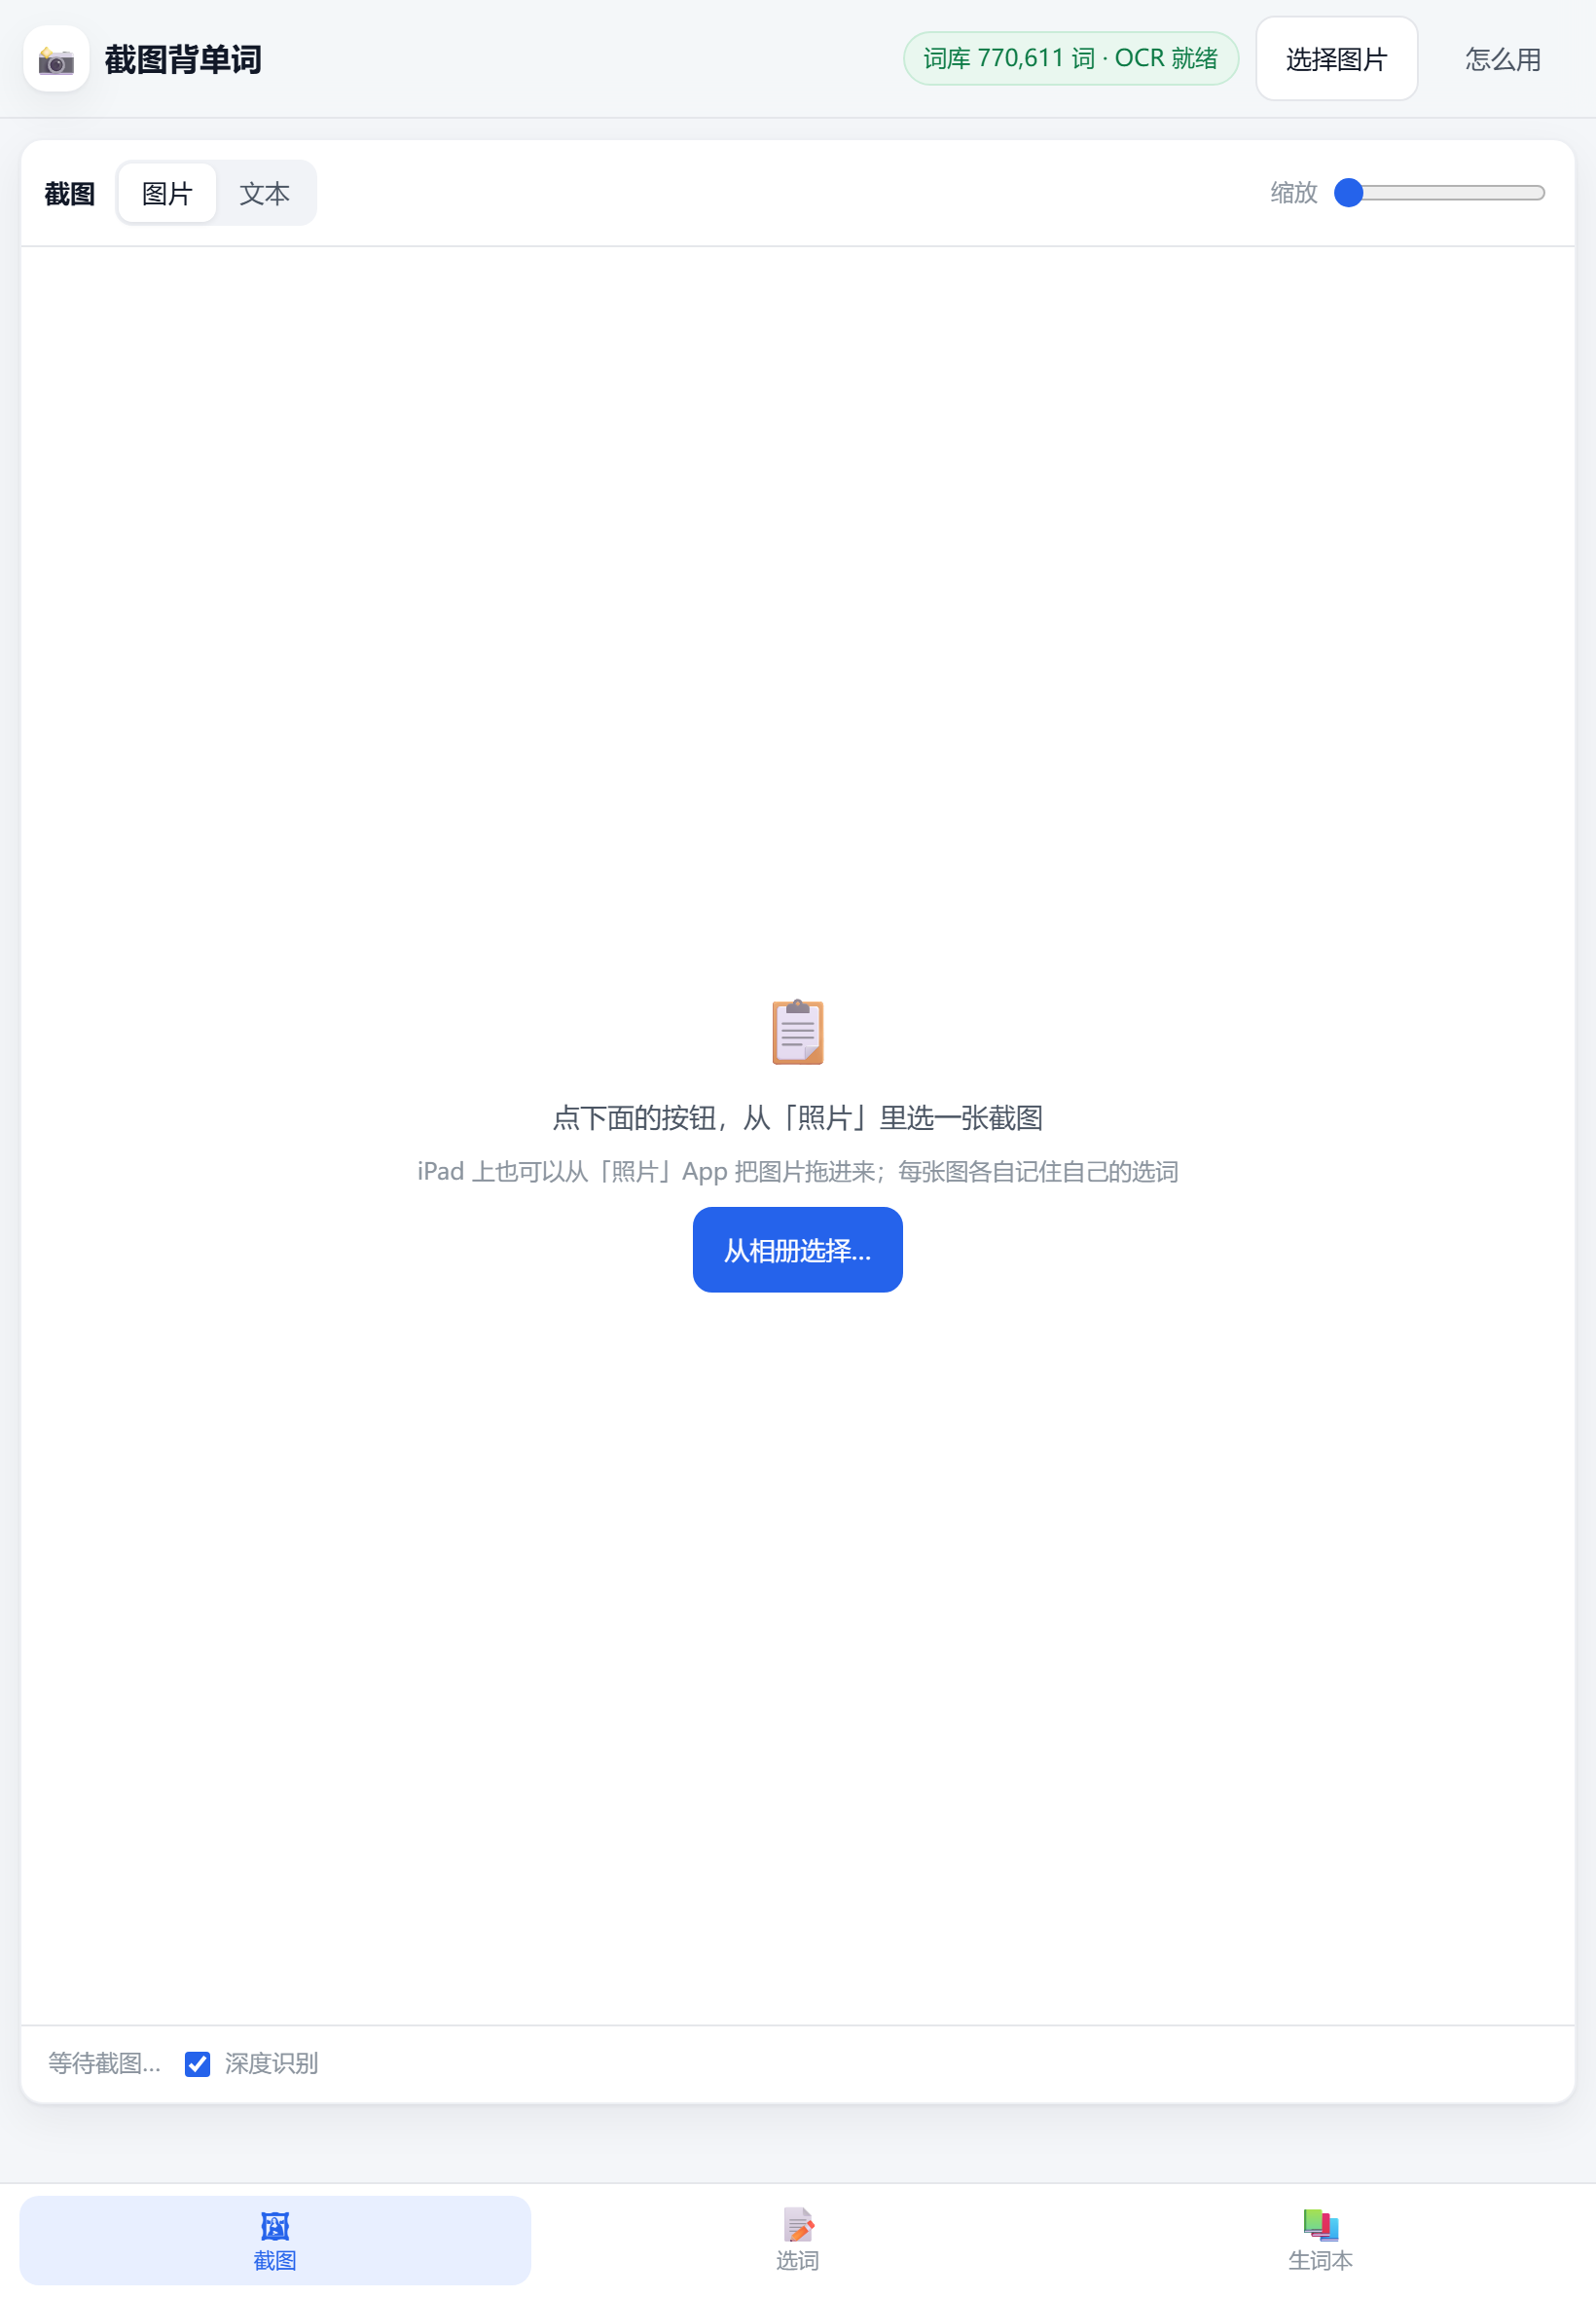 截图背单词
词库 770,611 词 · OCR 就绪
选择图片
怎么用
截图
图片
文本
缩放
点下面的按钮，从「照片」里选一张截图
iPad 上也可以从「照片」App 把图片拖进来；每张图各自记住自己的选词
从相册选择...
等待截图...
深度识别
截图
选词
生词本